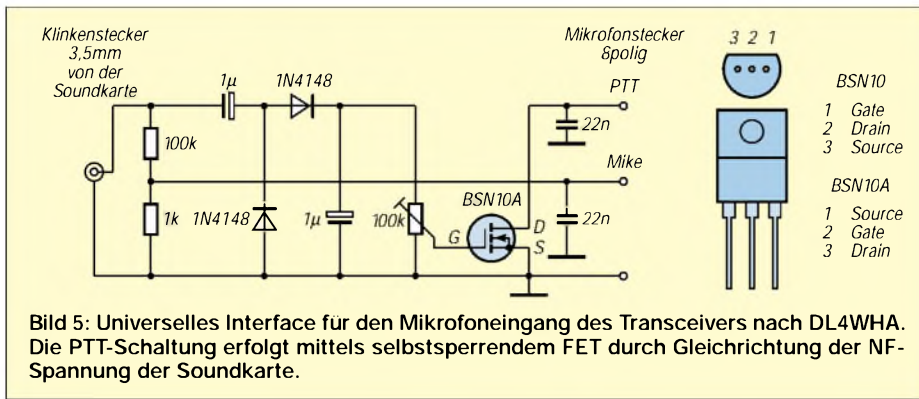 Klinkenstecker
3,5mm
von der
Soundkarte
1µ
1N4148
Mikrofonstecker
8polig
PTT
22n
100k
Mike
1k
1N4148
1µ
100k
BSN10A
G
D
S
22n
3 2 1
BSN10
1 Gate
2 Drain
3 Source
BSN10A
1 Source
2 Gate
3 Drain
Bild 5: Universelles Interface für den Mikrofoneingang des Transceivers nach DL4WHA.
Die PTT-Schaltung erfolgt mittels selbstsperrendem FET durch Gleichrichtung der NF-
Spannung der Soundkarte.